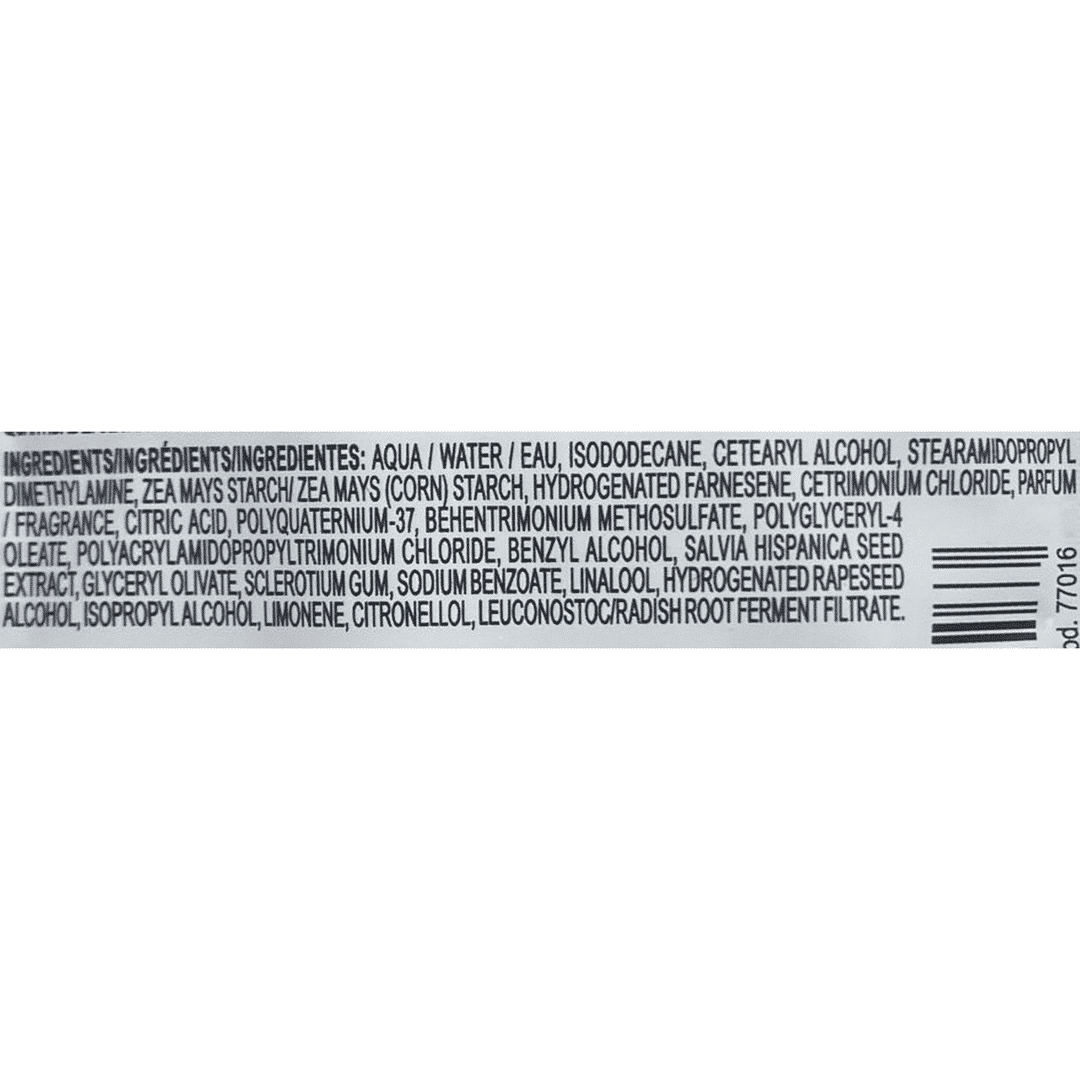 INGREDIENTS/INGRÉDIENTS/INGREDIENTES: AQUA / WATER / EAU, ISODODECANE, CETEARYL ALCOHOL, STEARAMIDOPROPYL
DIMETHYLAMINE, ZEA MAYS STARCH/ ZEA MAYS (CORN) STARCH, HYDROGENATED FARNESENE, CETRIMONIUM CHLORIDE, PARFUM
/ FRAGRANCE, CITRIC ACID, POLYQUATERNIUM-37, BEHENTRIMONIUM METHOSULFATE, POLYGLYCERYL-4
OLEATE, POLYACRYLAMIDOPROPYLTRIMONIUM CHLORIDE, BENZYL ALCOHOL, SALVIA HISPANICA SEED
EXTRACT, GLYCERYL OLIVATE, SCLEROTIUM GUM, SODIUM BENZOATE, LINALOOL, HYDROGENATED RAPESEED
ALCOHOL, ISOPROPYL ALCOHOL, LIMONENE, CITRONELLOL, LEUCONOSTOC/RADISH ROOT FERMENT FILTRATE.
77016